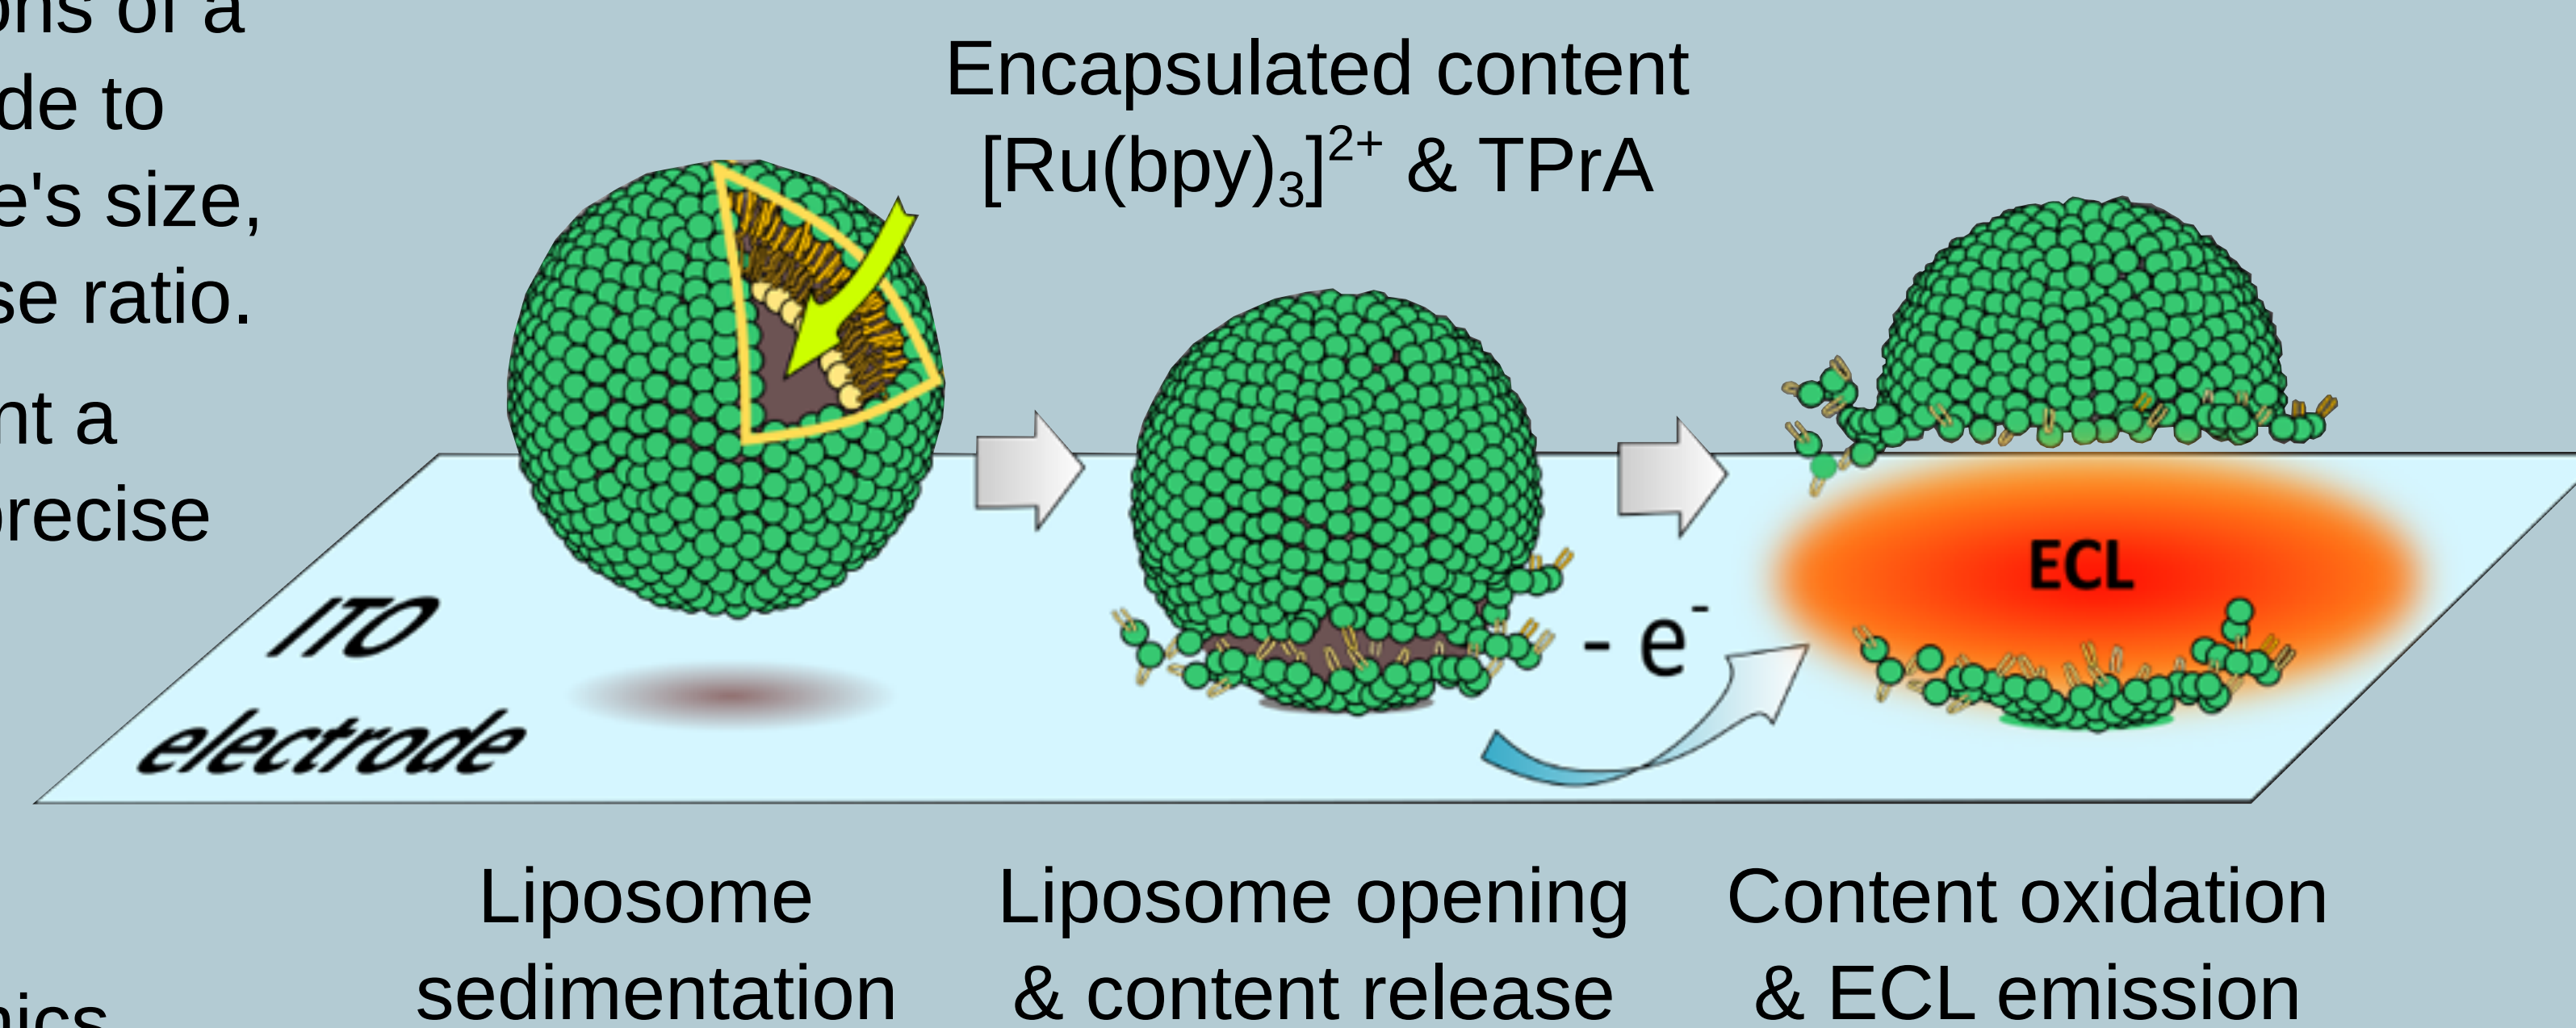 ons of a
de to
e's size,
se ratio.
nt a
precise
nics
Encapsulated content
[Ru(bpy)₃]²⁺ & TPrA
ITO
electrode
- e⁻
ECL
Liposome
sedimentation
Liposome opening
& content release
Content oxidation
& ECL emission